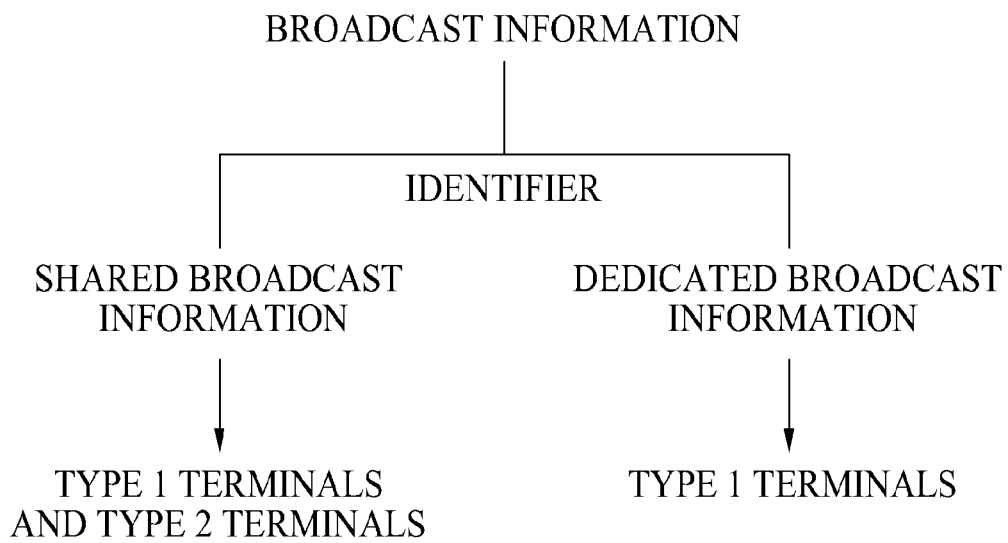 BROADCAST INFORMATION
IDENTIFIER
SHARED BROADCAST
INFORMATION
DEDICATED BROADCAST
INFORMATION
TYPE 1 TERMINALS
AND TYPE 2 TERMINALS
TYPE 1 TERMINALS